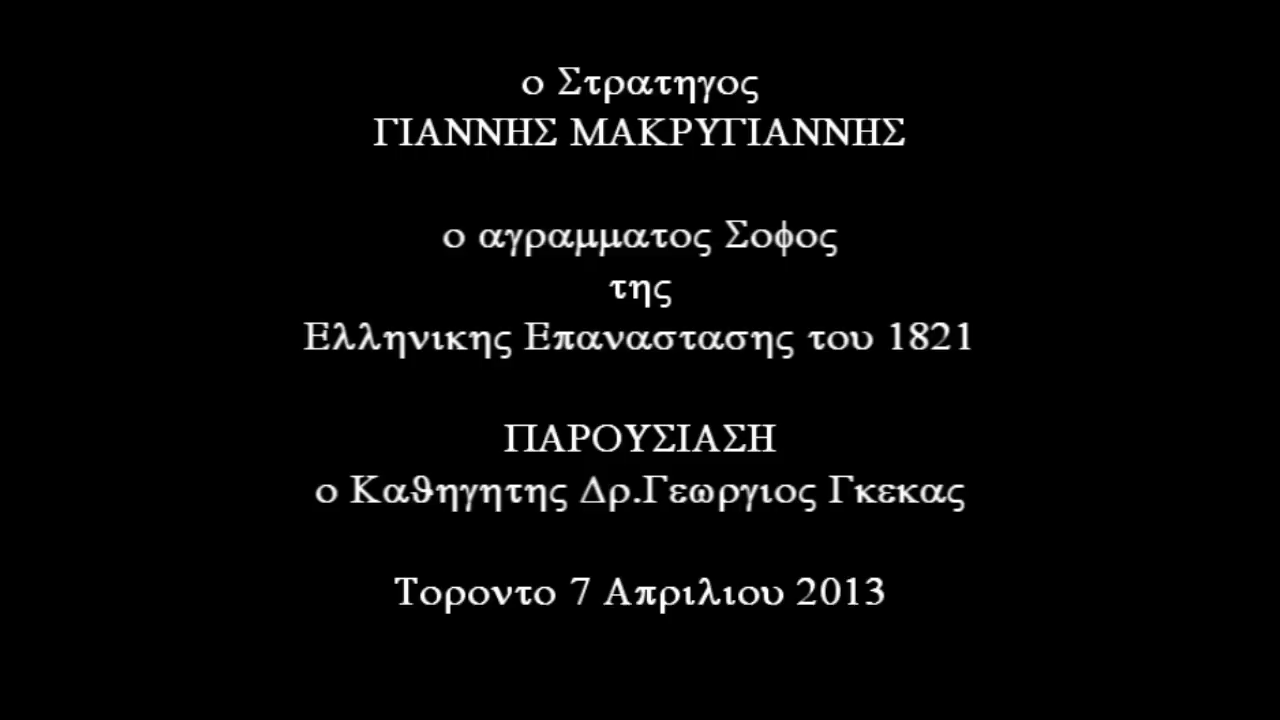 ο Στρατηγος
ΓΙΑΝΝΗΣ ΜΑΚΡΥΓΙΑΝΝΗΣ
ο αγραμματος Σοφος
της
Ελληνικης Επαναστασης του 1821
ΠΑΡΟΥΣΙΑΣΗ
ο Καθηγητης Δρ.Γεωργιος Γκεκας
Τοροντο 7 Απριλιου 2013